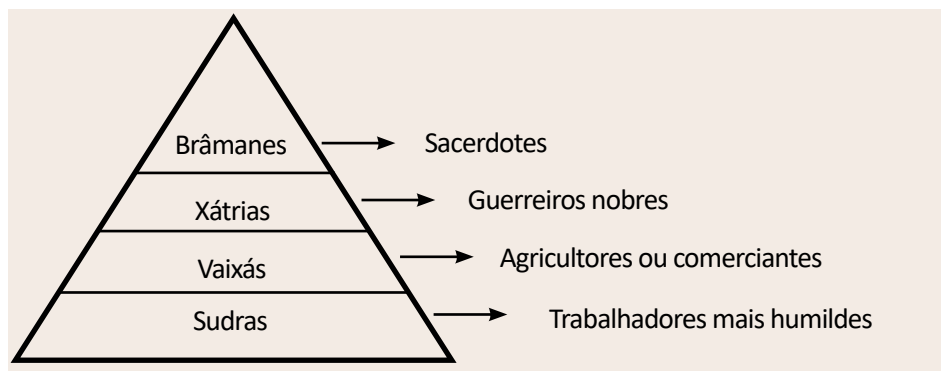 Brâmanes Sacerdotes
Xátrias Guerreiros nobres
Vaixás Agricultores ou comerciantes
Sudras Trabalhadores mais humildes